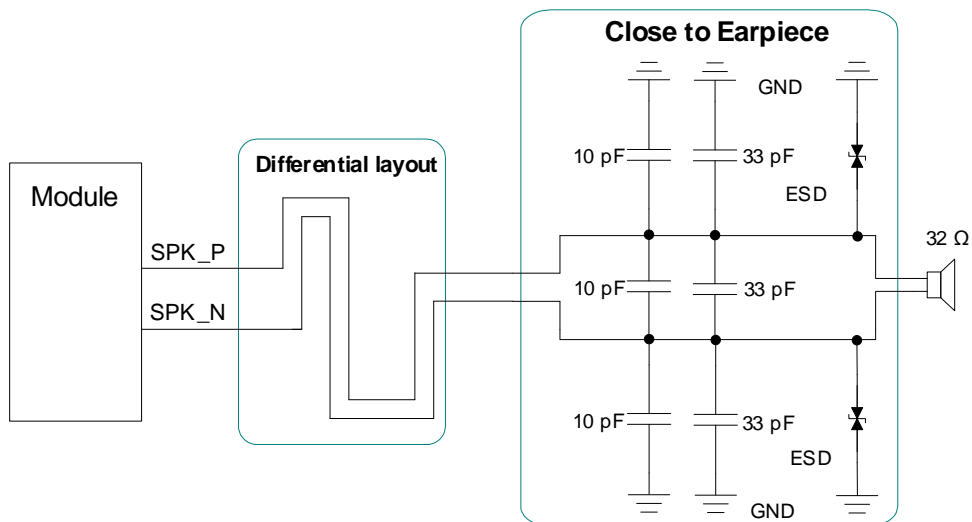 Close to Earpiece
GND
10 pF
33 pF
Differential layout
ESD
Module
SPK_P
32 Ω
10 pF
33 pF
SPK_N
10 pF
33 pF
ESD
GND